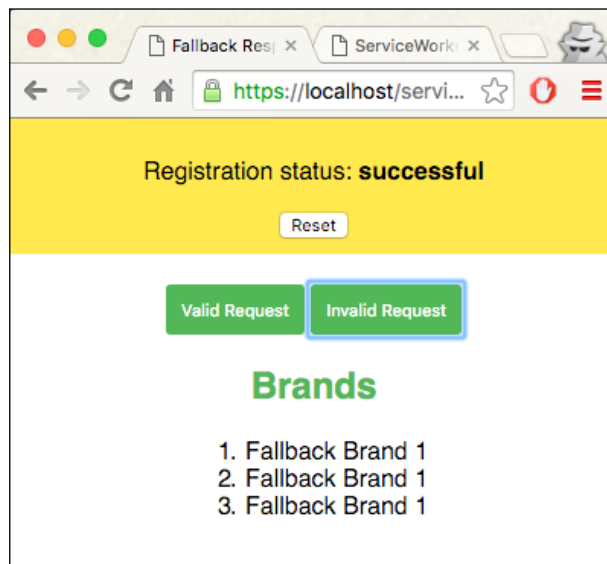 Fallback Res
ServiceWork
https://localhost/servi...
Registration status: successful
Reset
Valid Request
Invalid Request
Brands
1. Fallback Brand 1
2. Fallback Brand 1
3. Fallback Brand 1